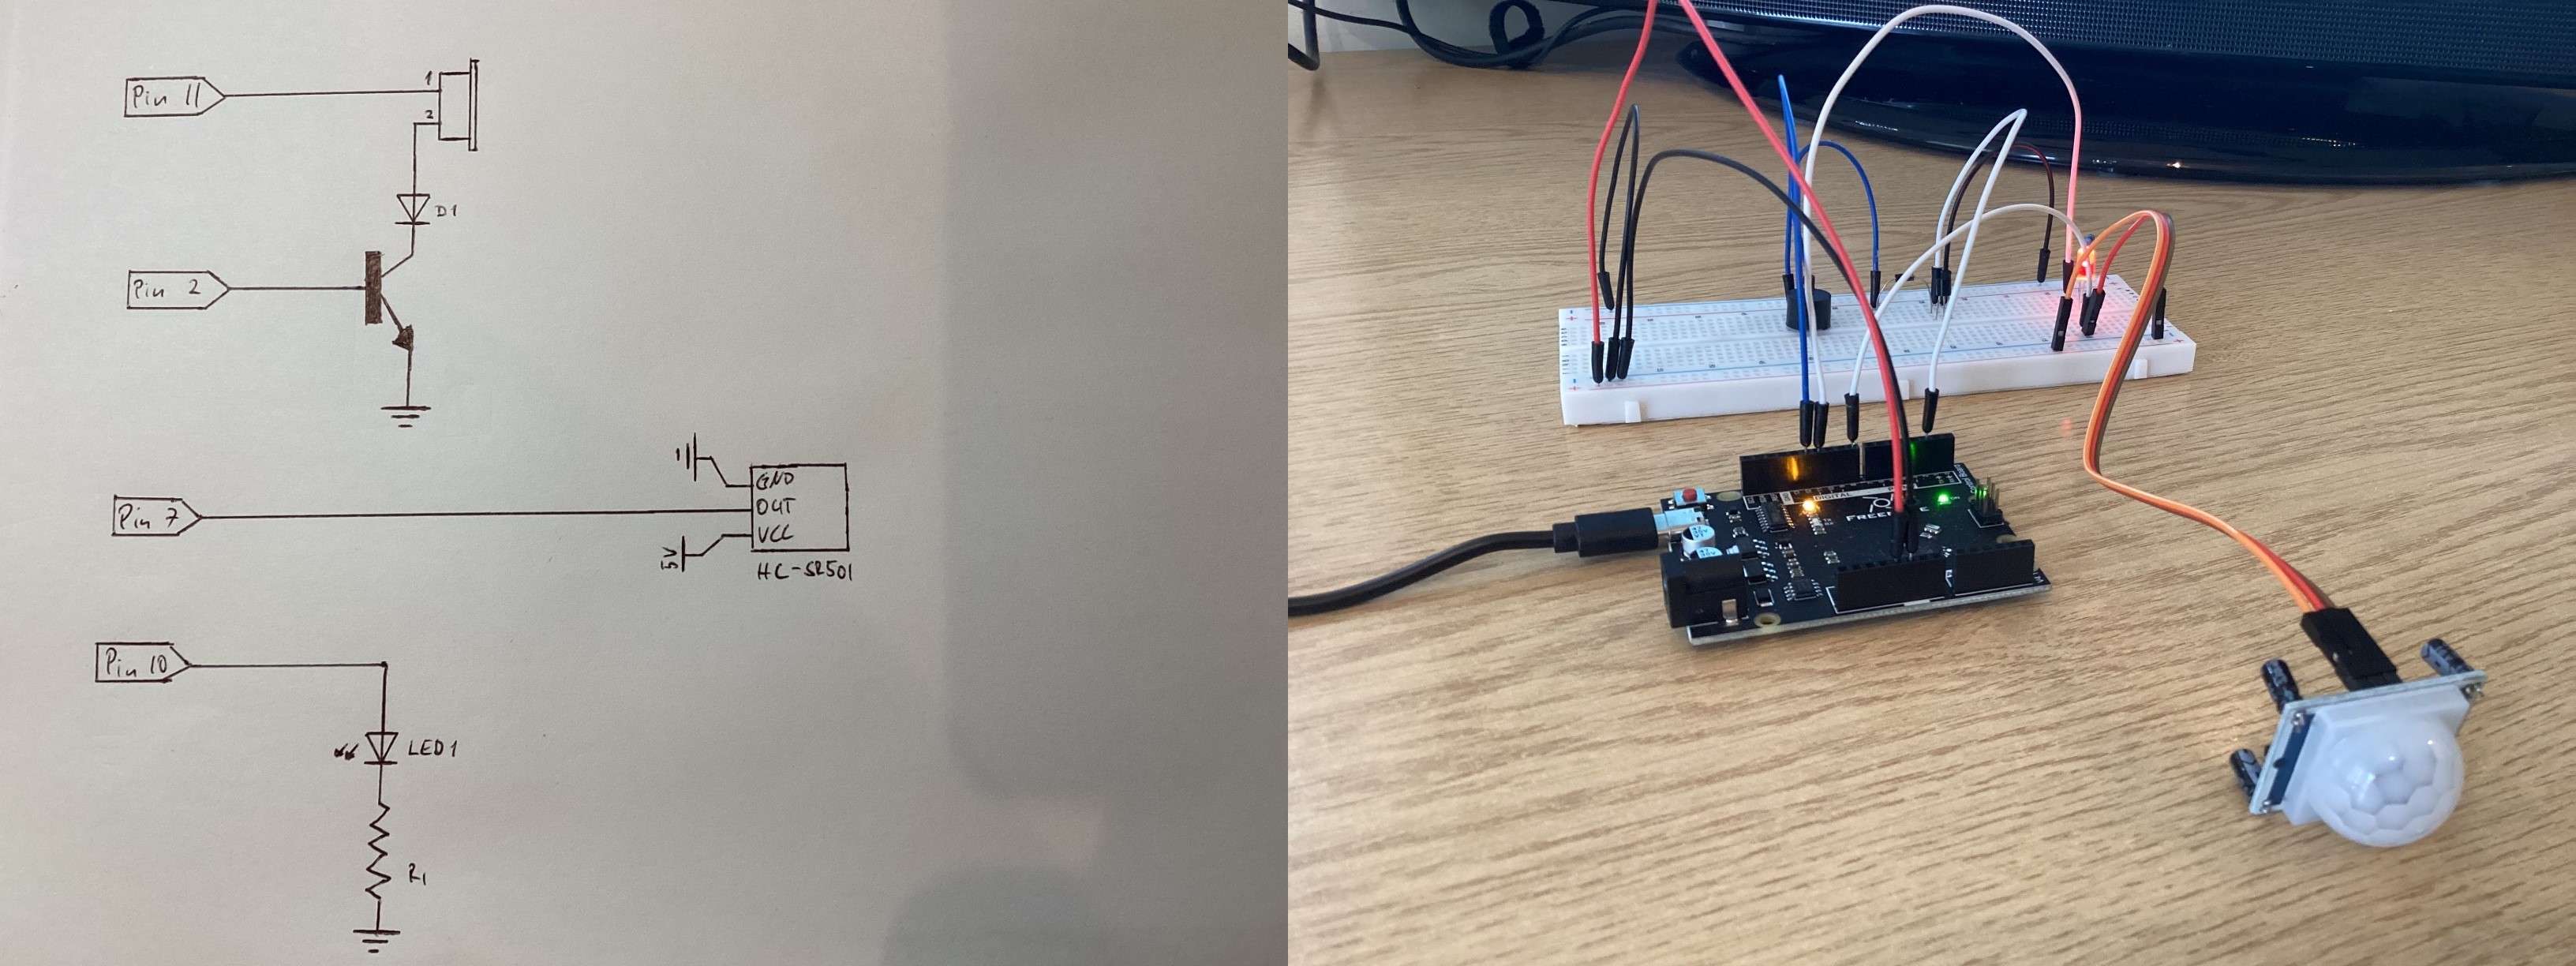 Pin 11
1
2
D1
Pin 2
GND
Pin 7
OUT
VCC
5V
HC-SR501
Pin 10
LED1
R1
DIGITAL